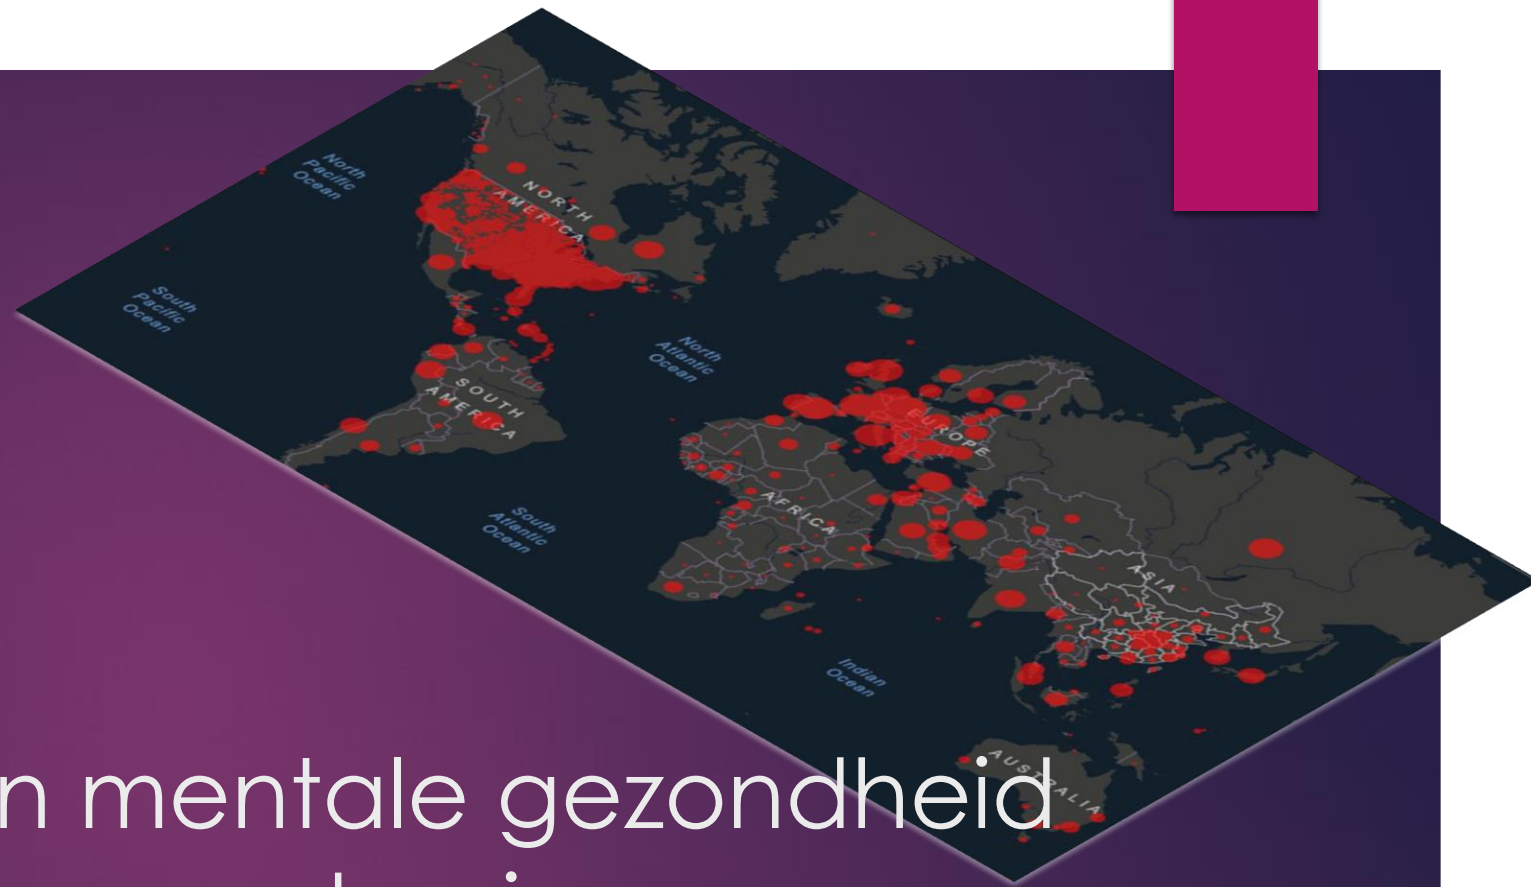 North
Pacific
Ocean
NORTH
AMERICA
South
Pacific
Ocean
North
Atlantic
Ocean
SOUTH
AMERICA
EUROPE
AFRICA
South
Atlantic
Ocean
ASIA
Indian
Ocean
AUSTRALIA
n mentale gezondheid